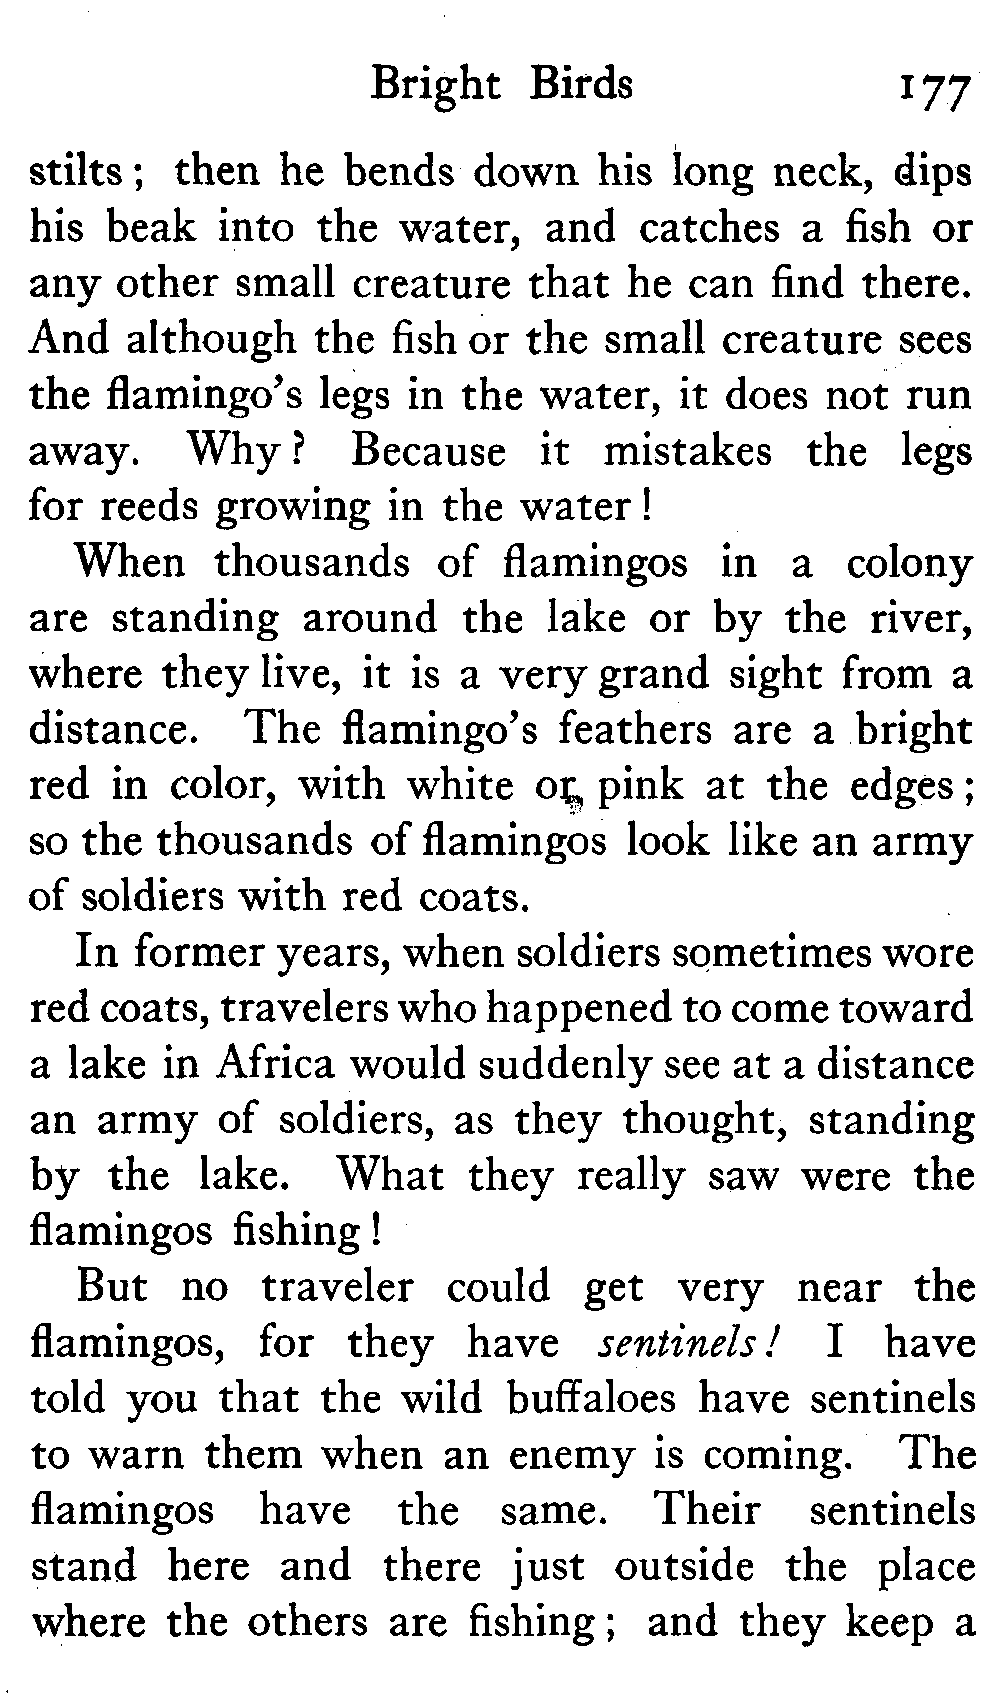 Bright Birds 177
stilts; then he bends down his long neck, dips
his beak into the water, and catches a fish or
any other small creature that he can find there.
And although the fish or the small creature sees
the flamingo's legs in the water, it does not run
away. Why? Because it mistakes the legs
for reeds growing in the water!
When thousands of flamingos in a colony
are standing around the lake or by the river,
where they live, it is a very grand sight from a
distance. The flamingo's feathers are a bright
red in color, with white or pink at the edges;
so the thousands of flamingos look like an army
of soldiers with red coats.
In former years, when soldiers sometimes wore
red coats, travelers who happened to come toward
a lake in Africa would suddenly see at a distance
an army of soldiers, as they thought, standing
by the lake. What they really saw were the
flamingos fishing!
But no traveler could get very near the
flamingos, for they have sentinels! I have
told you that the wild buffaloes have sentinels
to warn them when an enemy is coming. The
flamingos have the same. Their sentinels
stand here and there just outside the place
where the others are fishing; and they keep a